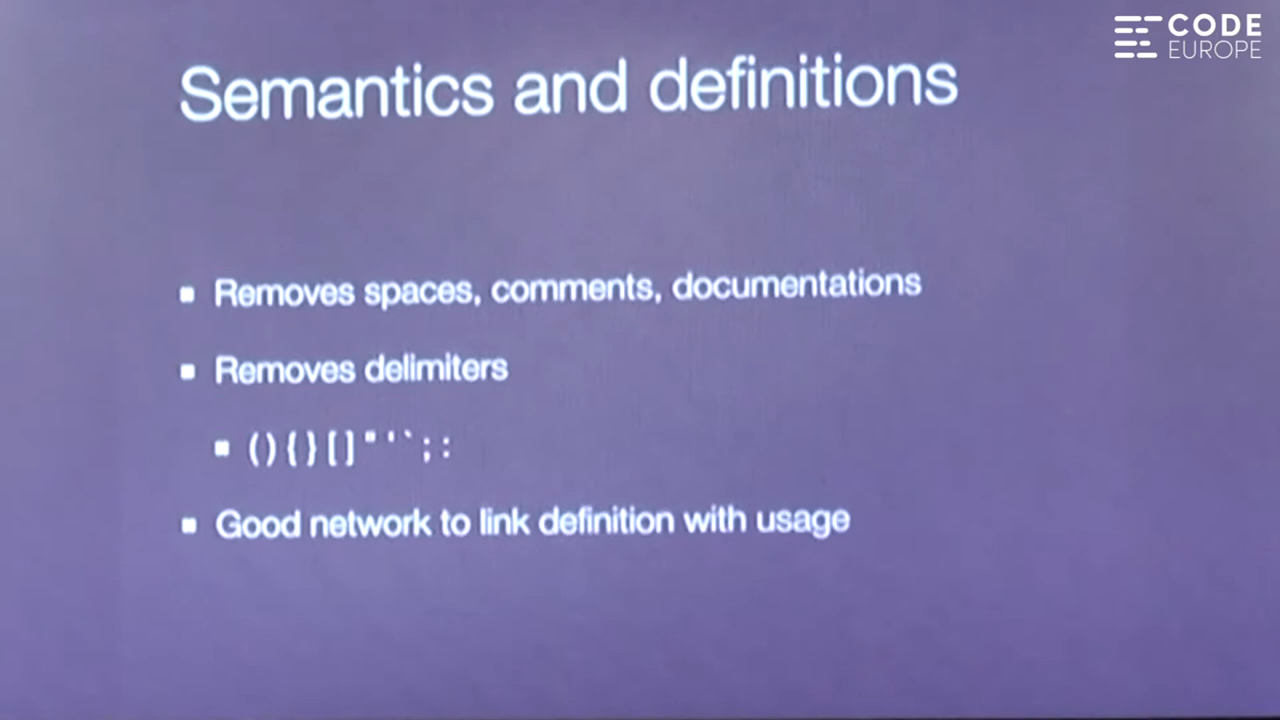 CODE
EUROPE
Semantics and definitions
Removes spaces, comments, documentations
Removes delimiters
( ) { } [ ] " ' ` ; :
Good network to link definition with usage